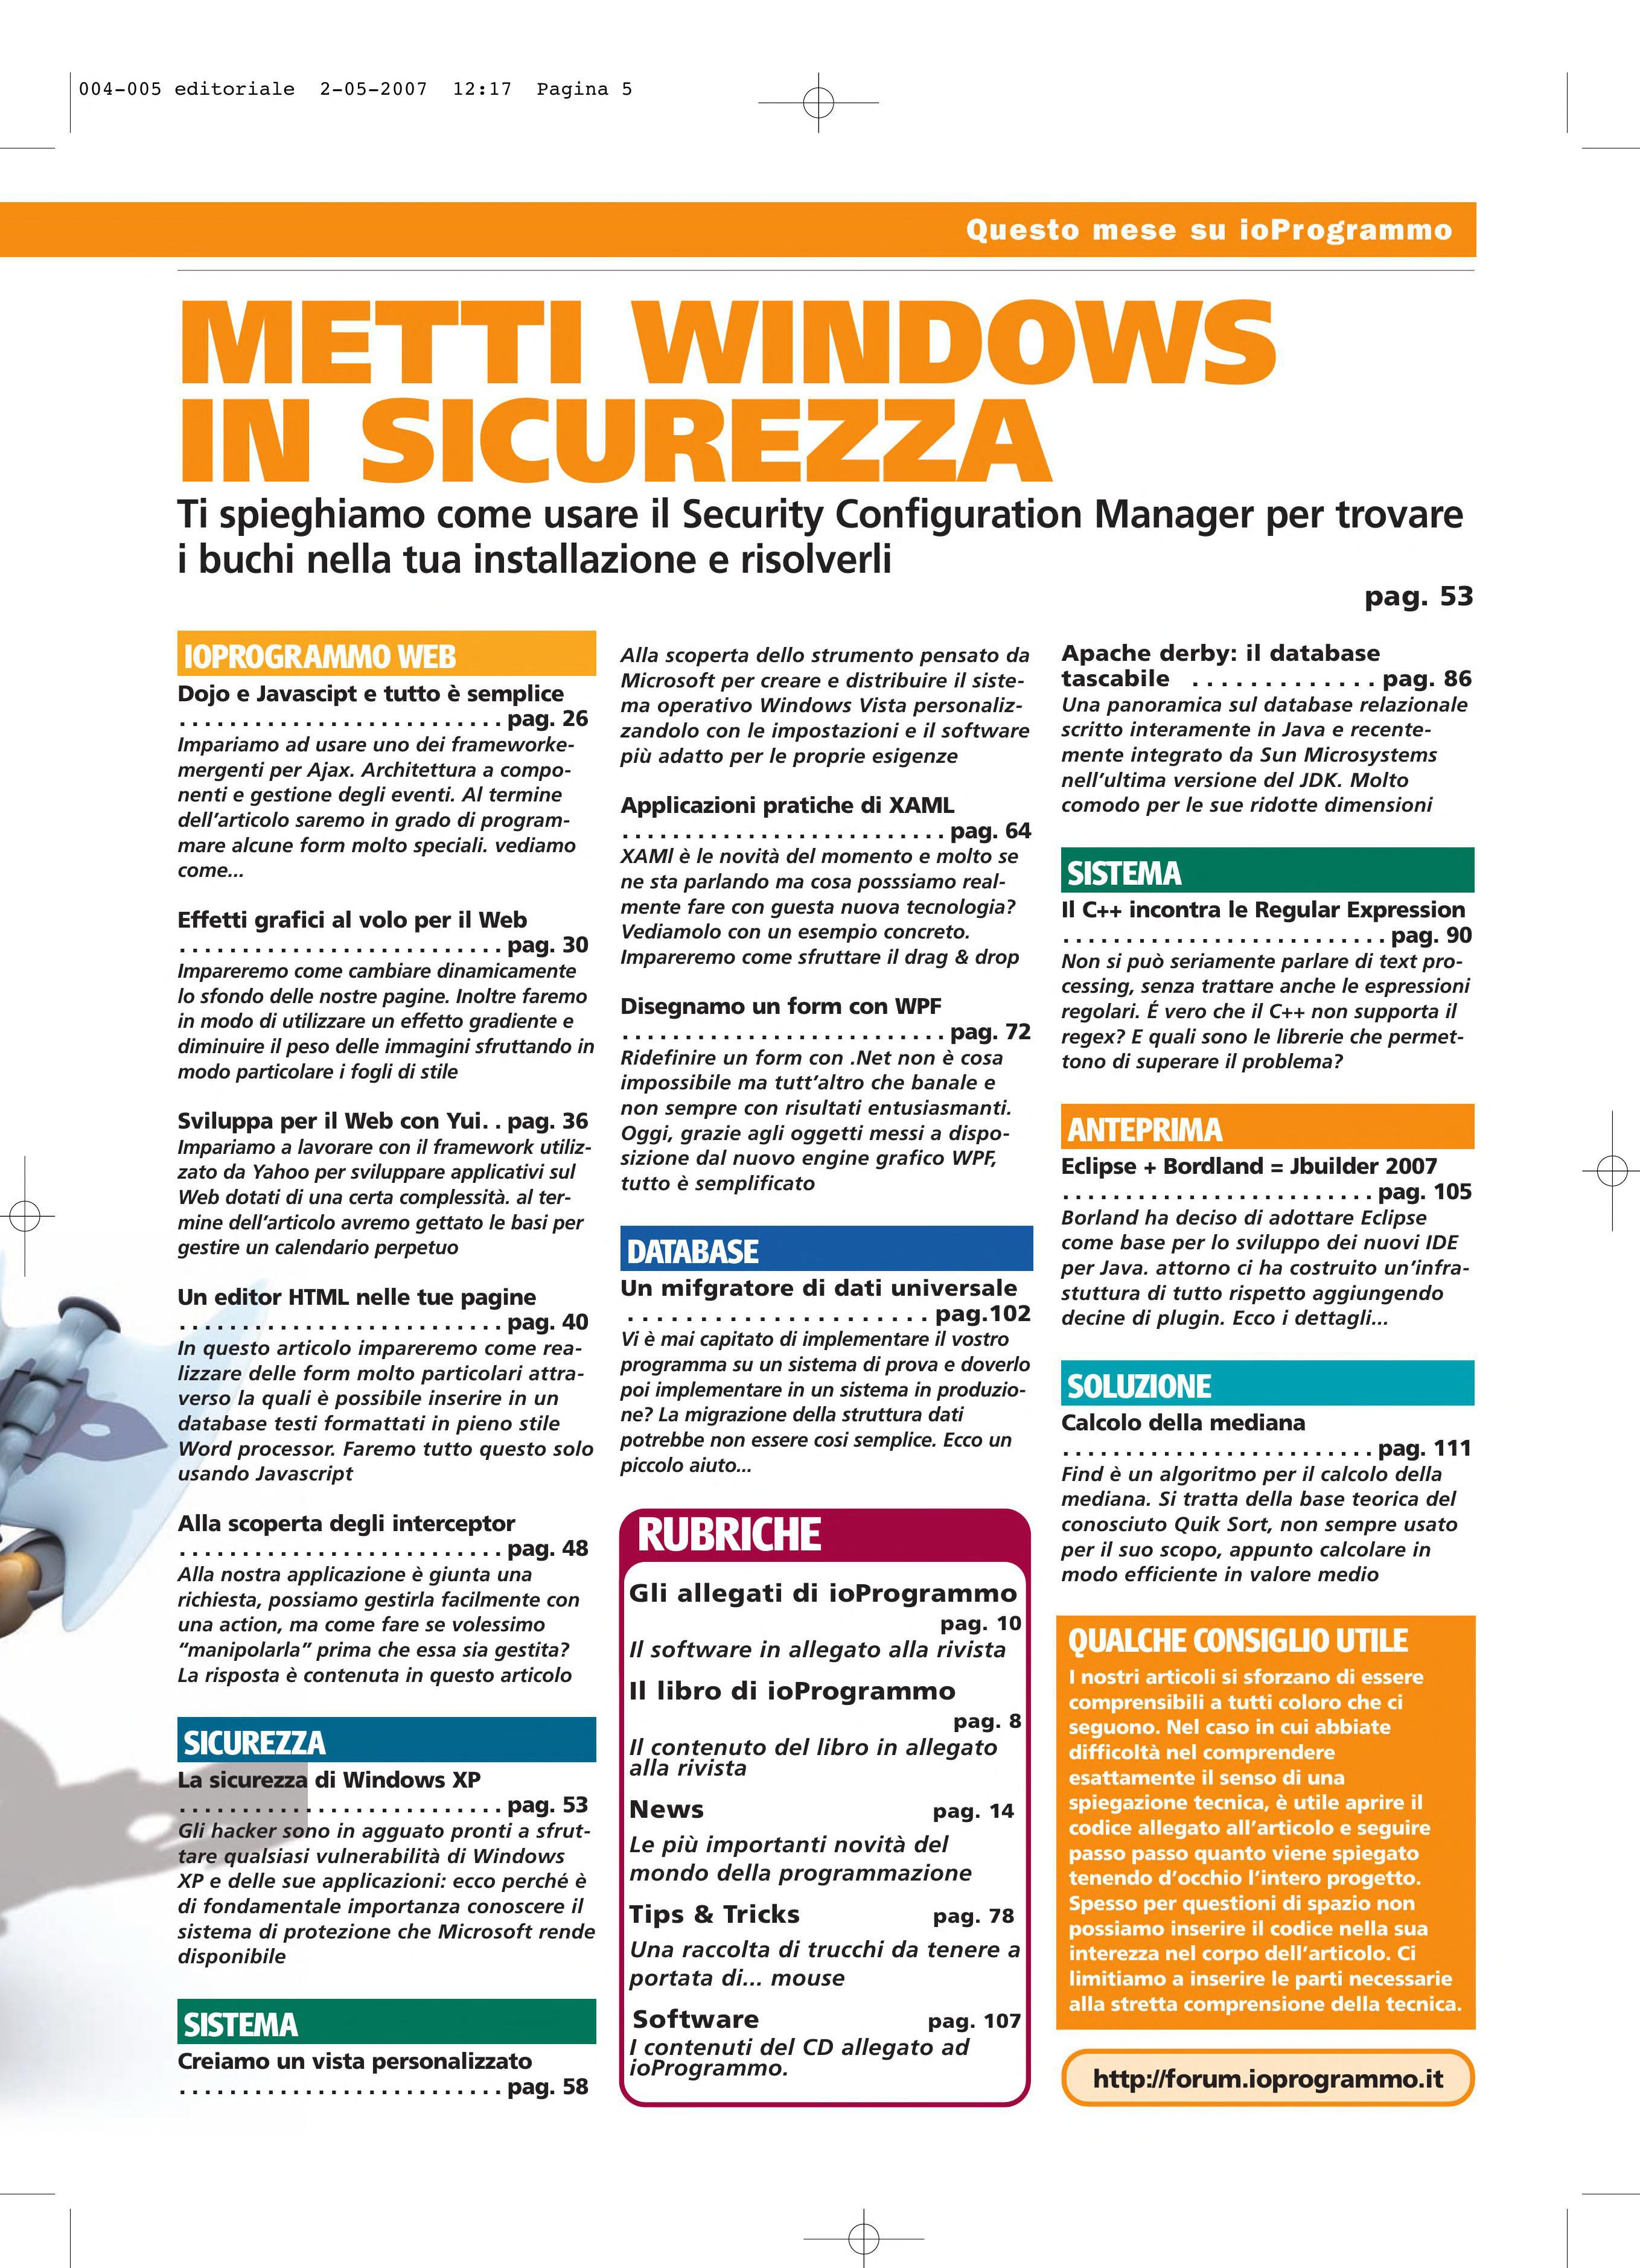 004-005 editoriale 2-05-2007 12:17 Pagina 5
Questo mese su ioProgrammo
METTI WINDOWS
IN SICUREZZA
Ti spieghiamo come usare il Security Configuration Manager per trovare
i buchi nella tua installazione e risolverli
pag. 53
IOPROGRAMMO WEB
Dojo e Javascipt e tutto è semplice
. . . . . . . . . . . . . . . . . . . . . . . . . . pag. 26
Impariamo ad usare uno dei frameworke-
mergenti per Ajax. Architettura a compo-
nenti e gestione degli eventi. Al termine
dell'articolo saremo in grado di program-
mare alcune form molto speciali. vediamo
come...
Effetti grafici al volo per il Web
. . . . . . . . . . . . . . . . . . . . . . . . . . pag. 30
Impareremo come cambiare dinamicamente
lo sfondo delle nostre pagine. Inoltre faremo
in modo di utilizzare un effetto gradiente e
diminuire il peso delle immagini sfruttando in
modo particolare i fogli di stile
Sviluppa per il Web con Yui. . pag. 36
Impariamo a lavorare con il framework utiliz-
zato da Yahoo per sviluppare applicativi sul
Web dotati di una certa complessità. al ter-
mine dell'articolo avremo gettato le basi per
gestire un calendario perpetuo
Un editor HTML nelle tue pagine
. . . . . . . . . . . . . . . . . . . . . . . . . . pag. 40
In questo articolo impareremo come rea-
lizzare delle form molto particolari attra-
verso la quali è possibile inserire in un
database testi formattati in pieno stile
Word processor. Faremo tutto questo solo
usando Javascript
Alla scoperta degli interceptor
. . . . . . . . . . . . . . . . . . . . . . . . . . pag. 48
Alla nostra applicazione è giunta una
richiesta, possiamo gestirla facilmente con
una action, ma come fare se volessimo
“manipolarla” prima che essa sia gestita?
La risposta è contenuta in questo articolo
SICUREZZA
La sicurezza di Windows XP
. . . . . . . . . . . . . . . . . . . . . . . . . . pag. 53
Gli hacker sono in agguato pronti a sfrut-
tare qualsiasi vulnerabilità di Windows
XP e delle sue applicazioni: ecco perché è
di fondamentale importanza conoscere il
sistema di protezione che Microsoft rende
disponibile
SISTEMA
Creiamo un vista personalizzato
. . . . . . . . . . . . . . . . . . . . . . . . . . pag. 58
Alla scoperta dello strumento pensato da
Microsoft per creare e distribuire il siste-
ma operativo Windows Vista personaliz-
zandolo con le impostazioni e il software
più adatto per le proprie esigenze
Applicazioni pratiche di XAML
. . . . . . . . . . . . . . . . . . . . . . . . . . pag. 64
XAMl è le novità del momento e molto se
ne sta parlando ma cosa posssiamo real-
mente fare con guesta nuova tecnologia?
Vediamolo con un esempio concreto.
Impareremo come sfruttare il drag & drop
Disegnamo un form con WPF
. . . . . . . . . . . . . . . . . . . . . . . . . . pag. 72
Ridefinire un form con .Net non è cosa
impossibile ma tutt'altro che banale e
non sempre con risultati entusiasmanti.
Oggi, grazie agli oggetti messi a dispo-
sizione dal nuovo engine grafico WPF,
tutto è semplificato
DATABASE
Un mifgratore di dati universale
. . . . . . . . . . . . . . . . . . . . . pag.102
Vi è mai capitato di implementare il vostro
programma su un sistema di prova e doverlo
poi implementare in un sistema in produzio-
ne? La migrazione della struttura dati
potrebbe non essere cosi semplice. Ecco un
piccolo aiuto...
RUBRICHE
Gli allegati di ioProgrammo
pag. 10
Il software in allegato alla rivista
Il libro di ioProgrammo
pag. 8
Il contenuto del libro in allegato
alla rivista
News pag. 14
Le più importanti novità del
mondo della programmazione
Tips & Tricks pag. 78
Una raccolta di trucchi da tenere a
portata di... mouse
Software pag. 107
I contenuti del CD allegato ad
ioProgrammo.
Apache derby: il database
tascabile . . . . . . . . . . . . . pag. 86
Una panoramica sul database relazionale
scritto interamente in Java e recente-
mente integrato da Sun Microsystems
nell'ultima versione del JDK. Molto
comodo per le sue ridotte dimensioni
SISTEMA
Il C++ incontra le Regular Expression
. . . . . . . . . . . . . . . . . . . . . . . . . . pag. 90
Non si può seriamente parlare di text pro-
cessing, senza trattare anche le espressioni
regolari. É vero che il C++ non supporta il
regex? E quali sono le librerie che permet-
tono di superare il problema?
ANTEPRIMA
Eclipse + Bordland = Jbuilder 2007
. . . . . . . . . . . . . . . . . . . . . . . . . pag. 105
Borland ha deciso di adottare Eclipse
come base per lo sviluppo dei nuovi IDE
per Java. attorno ci ha costruito un'infra-
stuttura di tutto rispetto aggiungendo
decine di plugin. Ecco i dettagli...
SOLUZIONE
Calcolo della mediana
. . . . . . . . . . . . . . . . . . . . . . . . . pag. 111
Find è un algoritmo per il calcolo della
mediana. Si tratta della base teorica del
conosciuto Quik Sort, non sempre usato
per il suo scopo, appunto calcolare in
modo efficiente in valore medio
QUALCHE CONSIGLIO UTILE
I nostri articoli si sforzano di essere
comprensibili a tutti coloro che ci
seguono. Nel caso in cui abbiate
difficoltà nel comprendere
esattamente il senso di una
spiegazione tecnica, è utile aprire il
codice allegato all'articolo e seguire
passo passo quanto viene spiegato
tenendo d'occhio l'intero progetto.
Spesso per questioni di spazio non
possiamo inserire il codice nella sua
interezza nel corpo dell'articolo. Ci
limitiamo a inserire le parti necessarie
alla stretta comprensione della tecnica.
http://forum.ioprogrammo.it